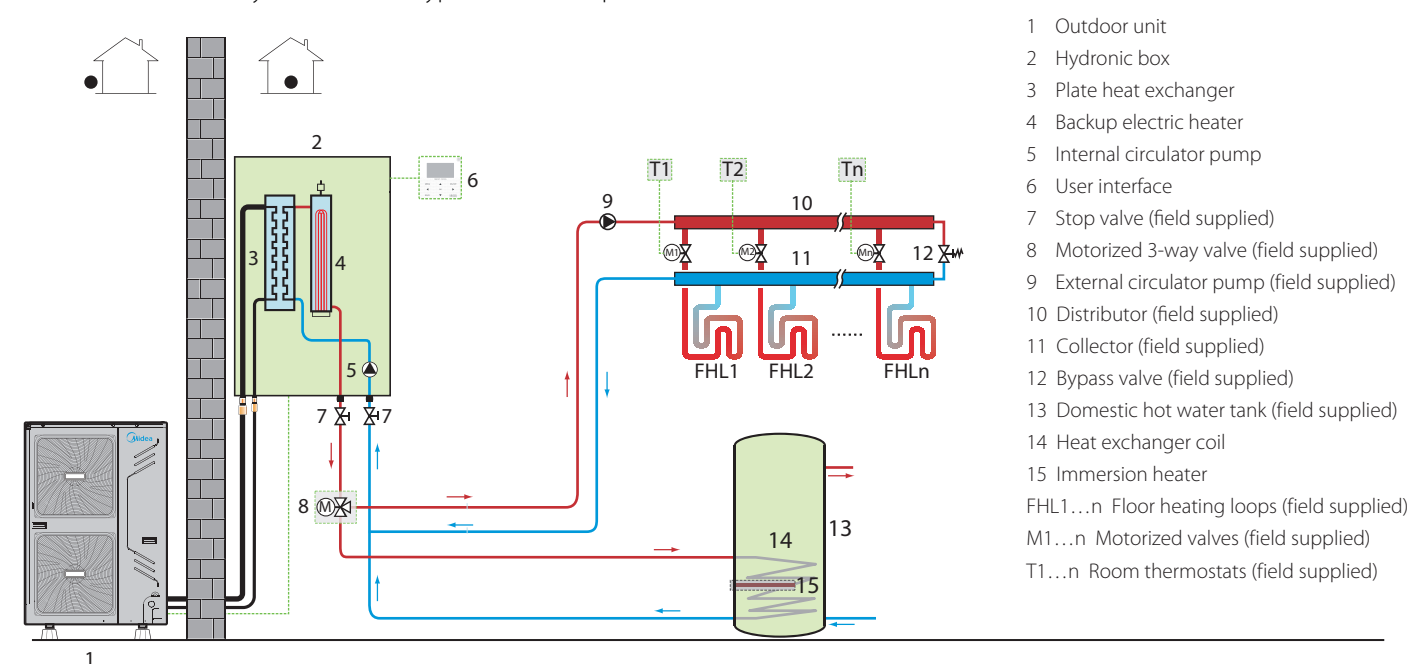 1 Outdoor unit
2 Hydronic box
3 Plate heat exchanger
4 Backup electric heater
5 Internal circulator pump
6 User interface
7 Stop valve (field supplied)
8 Motorized 3-way valve (field supplied)
9 External circulator pump (field supplied)
10 Distributor (field supplied)
11 Collector (field supplied)
12 Bypass valve (field supplied)
13 Domestic hot water tank (field supplied)
14 Heat exchanger coil
15 Immersion heater
FHL1...n Floor heating loops (field supplied)
M1...n Motorized valves (field supplied)
T1...n Room thermostats (field supplied)
2
6
3
4
5
7
7
8
M
9
T1
T2
Tn
10
M1
M2
Mn
12
11
......
FHL1
FHL2
FHLn
13
14
15
Midea
1